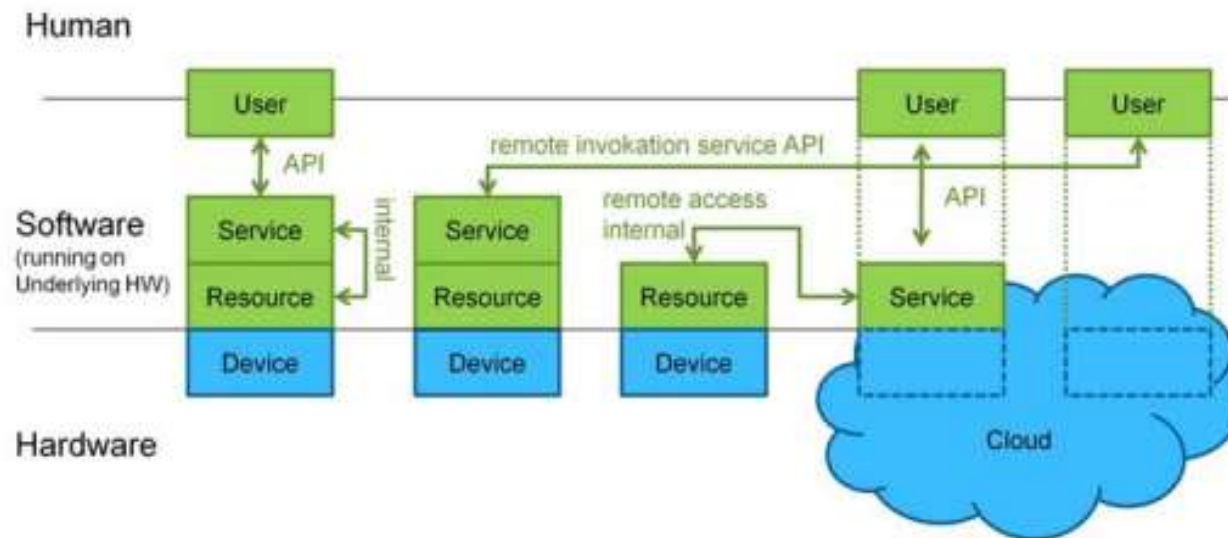 Human
User
User
User
API
remote invokation service API
Software
(running on
Underlying HW)
Service
internal
Service
remote access
internal
API
Resource
Resource
Resource
Service
Device
Device
Device
Hardware
Cloud